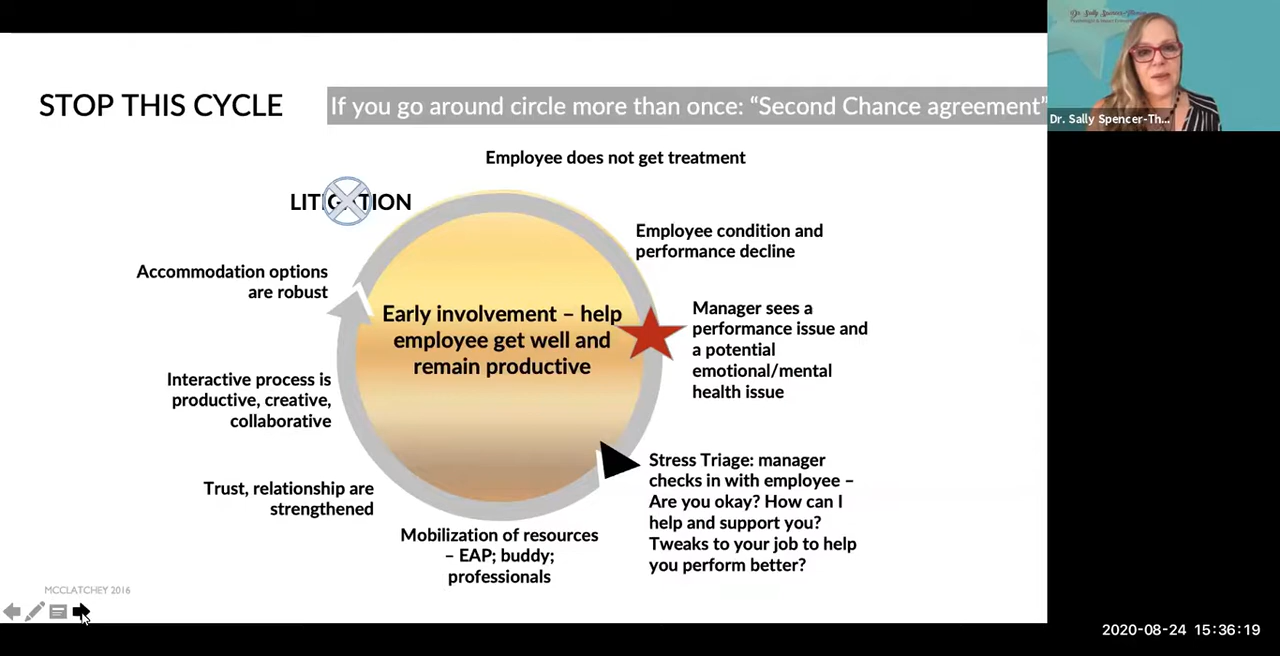 Dr. Sally Spencer-Thomas
STOP THIS CYCLE
If you go around circle more than once: “Second Chance agreement”
Dr. Sally Spencer-Th...
Employee does not get treatment
LITIGATION
Employee condition and
performance decline
Accommodation options
are robust
Early involvement – help
employee get well and
remain productive
Manager sees a
performance issue and
a potential
emotional/mental
health issue
Interactive process is
productive, creative,
collaborative
Stress Triage: manager
checks in with employee –
Are you okay? How can I
help and support you?
Tweaks to your job to help
you perform better?
Trust, relationship are
strengthened
Mobilization of resources
– EAP; buddy;
professionals
MCCLATCHEY 2016
2020-08-24 15:36:19